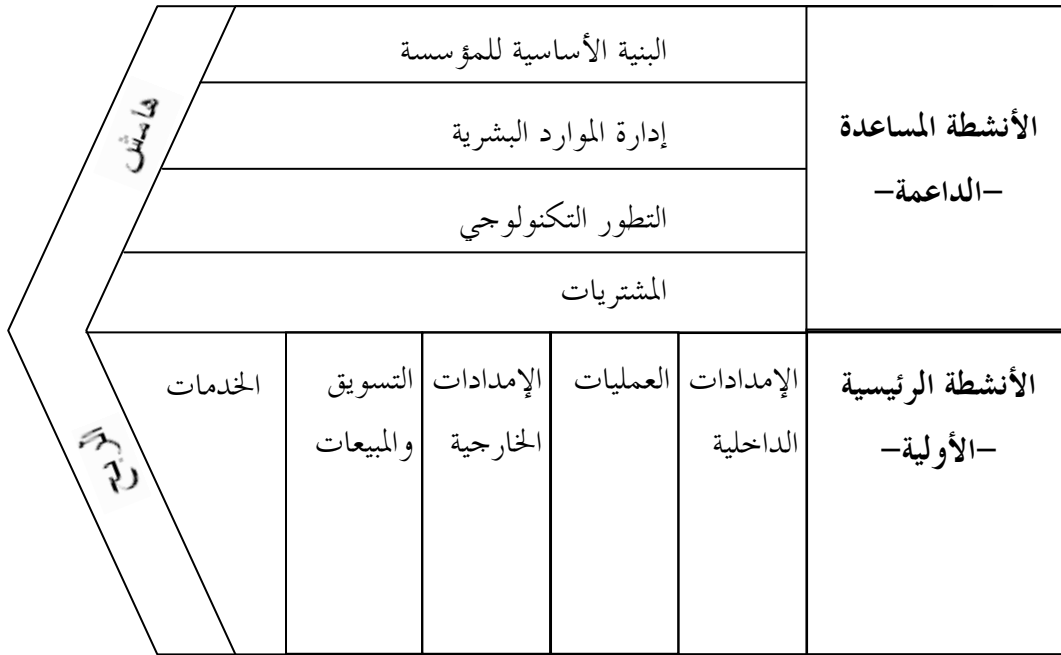 الأنشطة المساعدة
–الداعمة–
البنية الأساسية للمؤسسة
إدارة الموارد البشرية
التطور التكنولوجي
المشتريات
هامش
الأنشطة الرئيسية
–الأولية–
الإمدادات
الداخلية
العمليات
الإمدادات
الخارجية
التسويق
والمبيعات
الخدمات
الربح